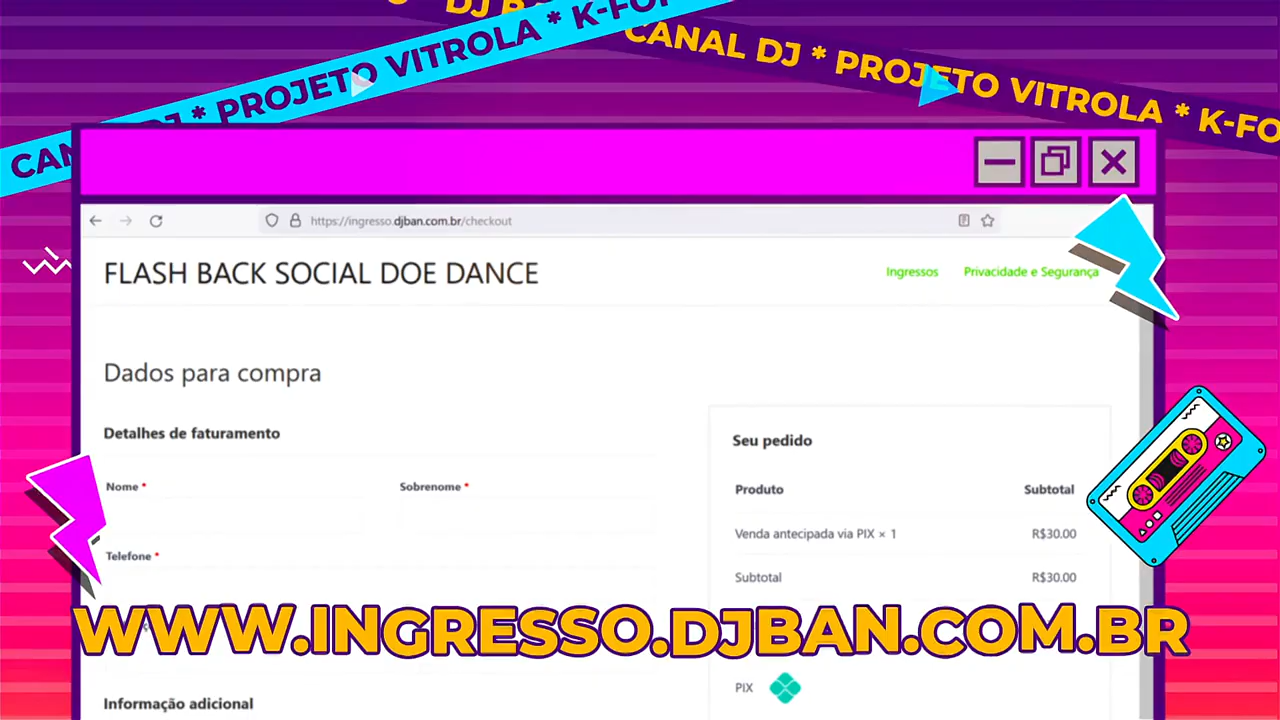 DJ B
CANAL DJ * PROJETO VITROLA * K-FO
CAN DJ * PROJETO VITROLA * K-FOR
https://ingresso.djban.com.br/checkout
FLASH BACK SOCIAL DOE DANCE
Ingressos Privacidade e Segurança
Dados para compra
Detalhes de faturamento
Seu pedido
Nome * Sobrenome *
Produto Subtotal
Venda antecipada via PIX × 1 R$30.00
Telefone *
Subtotal R$30.00
WWW.INGRESSO.DJBAN.COM.BR
PIX
Informação adicional